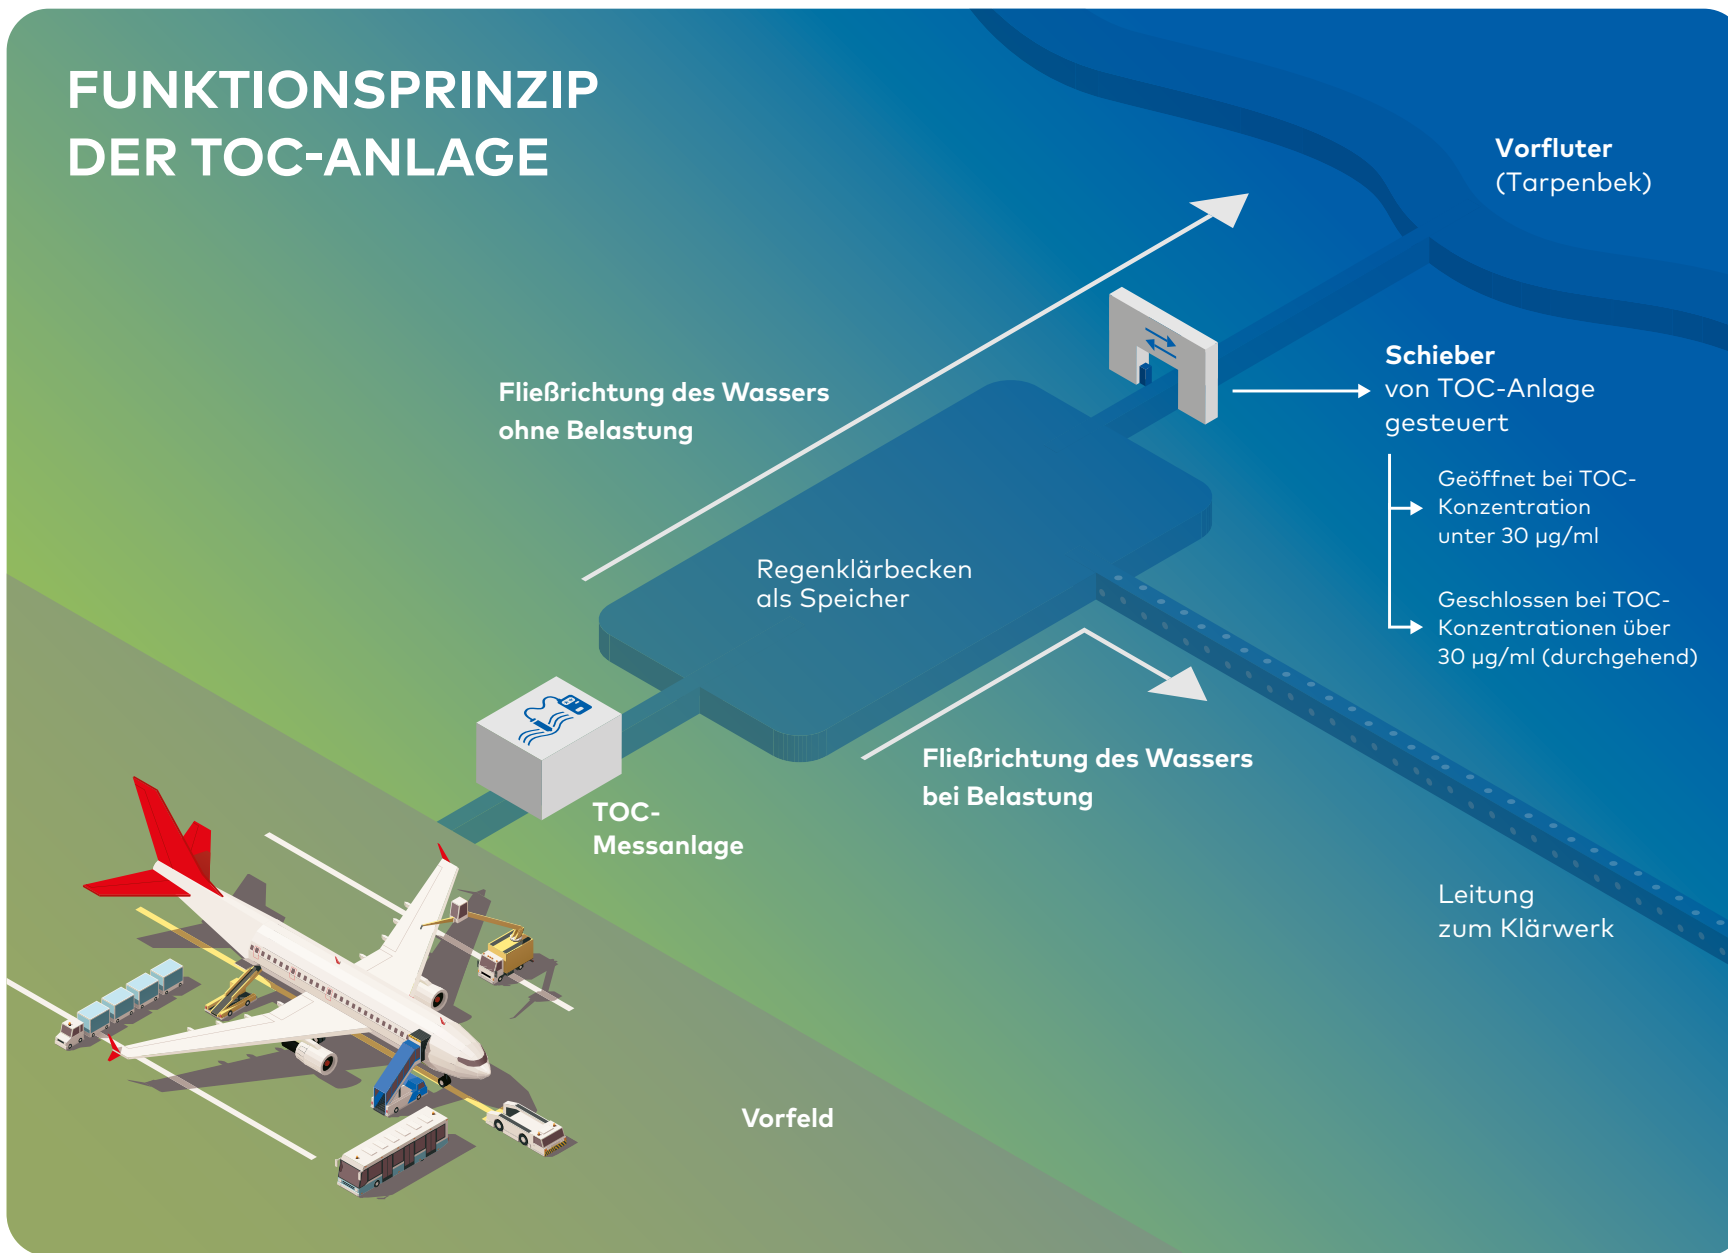 FUNKTIONSPRINZIP
DER TOC-ANLAGE
Vorfluter
(Tarpenbek)
Schieber
von TOC-Anlage
gesteuert
Geöffnet bei TOC-
Konzentration
unter 30 µg/ml
Geschlossen bei TOC-
Konzentrationen über
30 µg/ml (durchgehend)
Fließrichtung des Wassers
ohne Belastung
Regenklärbecken
als Speicher
Fließrichtung des Wassers
bei Belastung
TOC-
Messanlage
Leitung
zum Klärwerk
Vorfeld